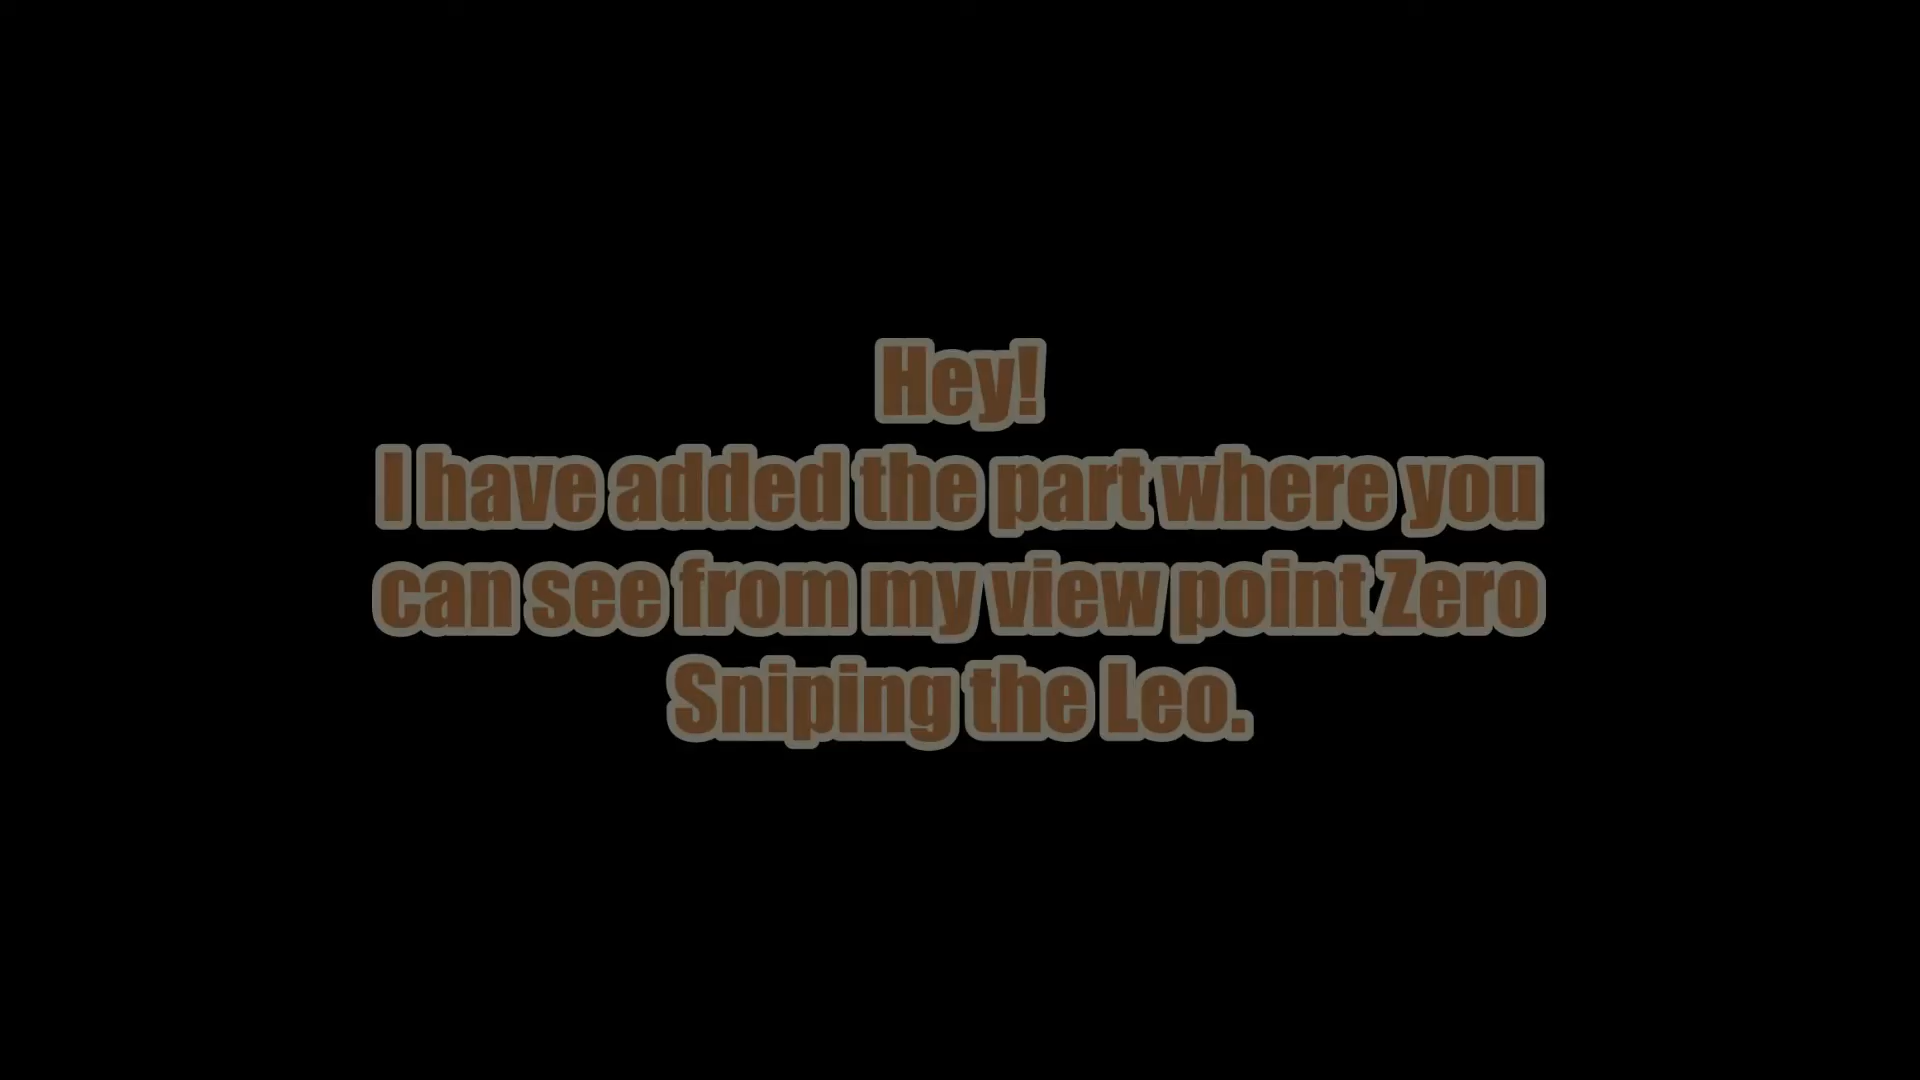 Hey!
I have added the part where you
can see from my view point Zero
Sniping the Leo.